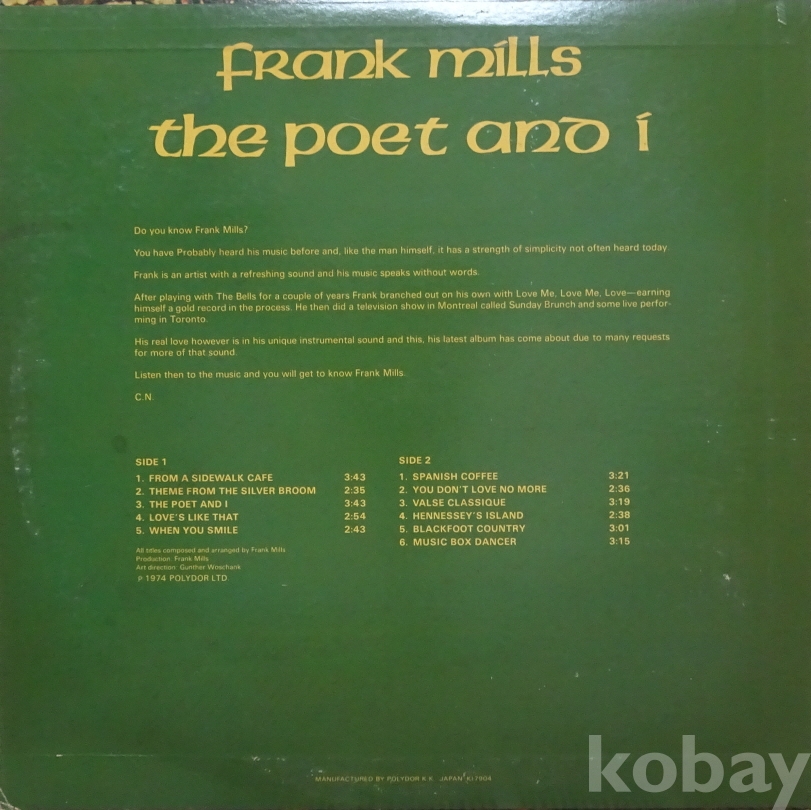 frank mills
the poet and i
Do you know Frank Mills?
You have Probably heard his music before and, like the man himself, it has a strength of simplicity not often heard today.
Frank is an artist with a refreshing sound and his music speaks without words.
After playing with The Bells for a couple of years Frank branched out on his own with Love Me, Love Me, Love—earning
himself a gold record in the process. He then did a television show in Montreal called Sunday Brunch and some live perfor-
ming in Toronto.
His real love however is in his unique instrumental sound and this, his latest album has come about due to many requests
for more of that sound.
Listen then to the music and you will get to know Frank Mills.
C.N.
SIDE 1
1. FROM A SIDEWALK CAFE 3:43
2. THEME FROM THE SILVER BROOM 2:35
3. THE POET AND I 3:43
4. LOVE'S LIKE THAT 2:54
5. WHEN YOU SMILE 2:43
All titles composed and arranged by Frank Mills
Production: Frank Mills
Art direction: Gunther Woschank
℗ 1974 POLYDOR LTD
SIDE 2
1. SPANISH COFFEE 3:21
2. YOU DON'T LOVE NO MORE 2:36
3. VALSE CLASSIQUE 3:19
4. HENNESSEY'S ISLAND 2:38
5. BLACKFOOT COUNTRY 3:01
6. MUSIC BOX DANCER 3:15
MANUFACTURED BY POLYDOR K.K. JAPAN KI 7904
kobay